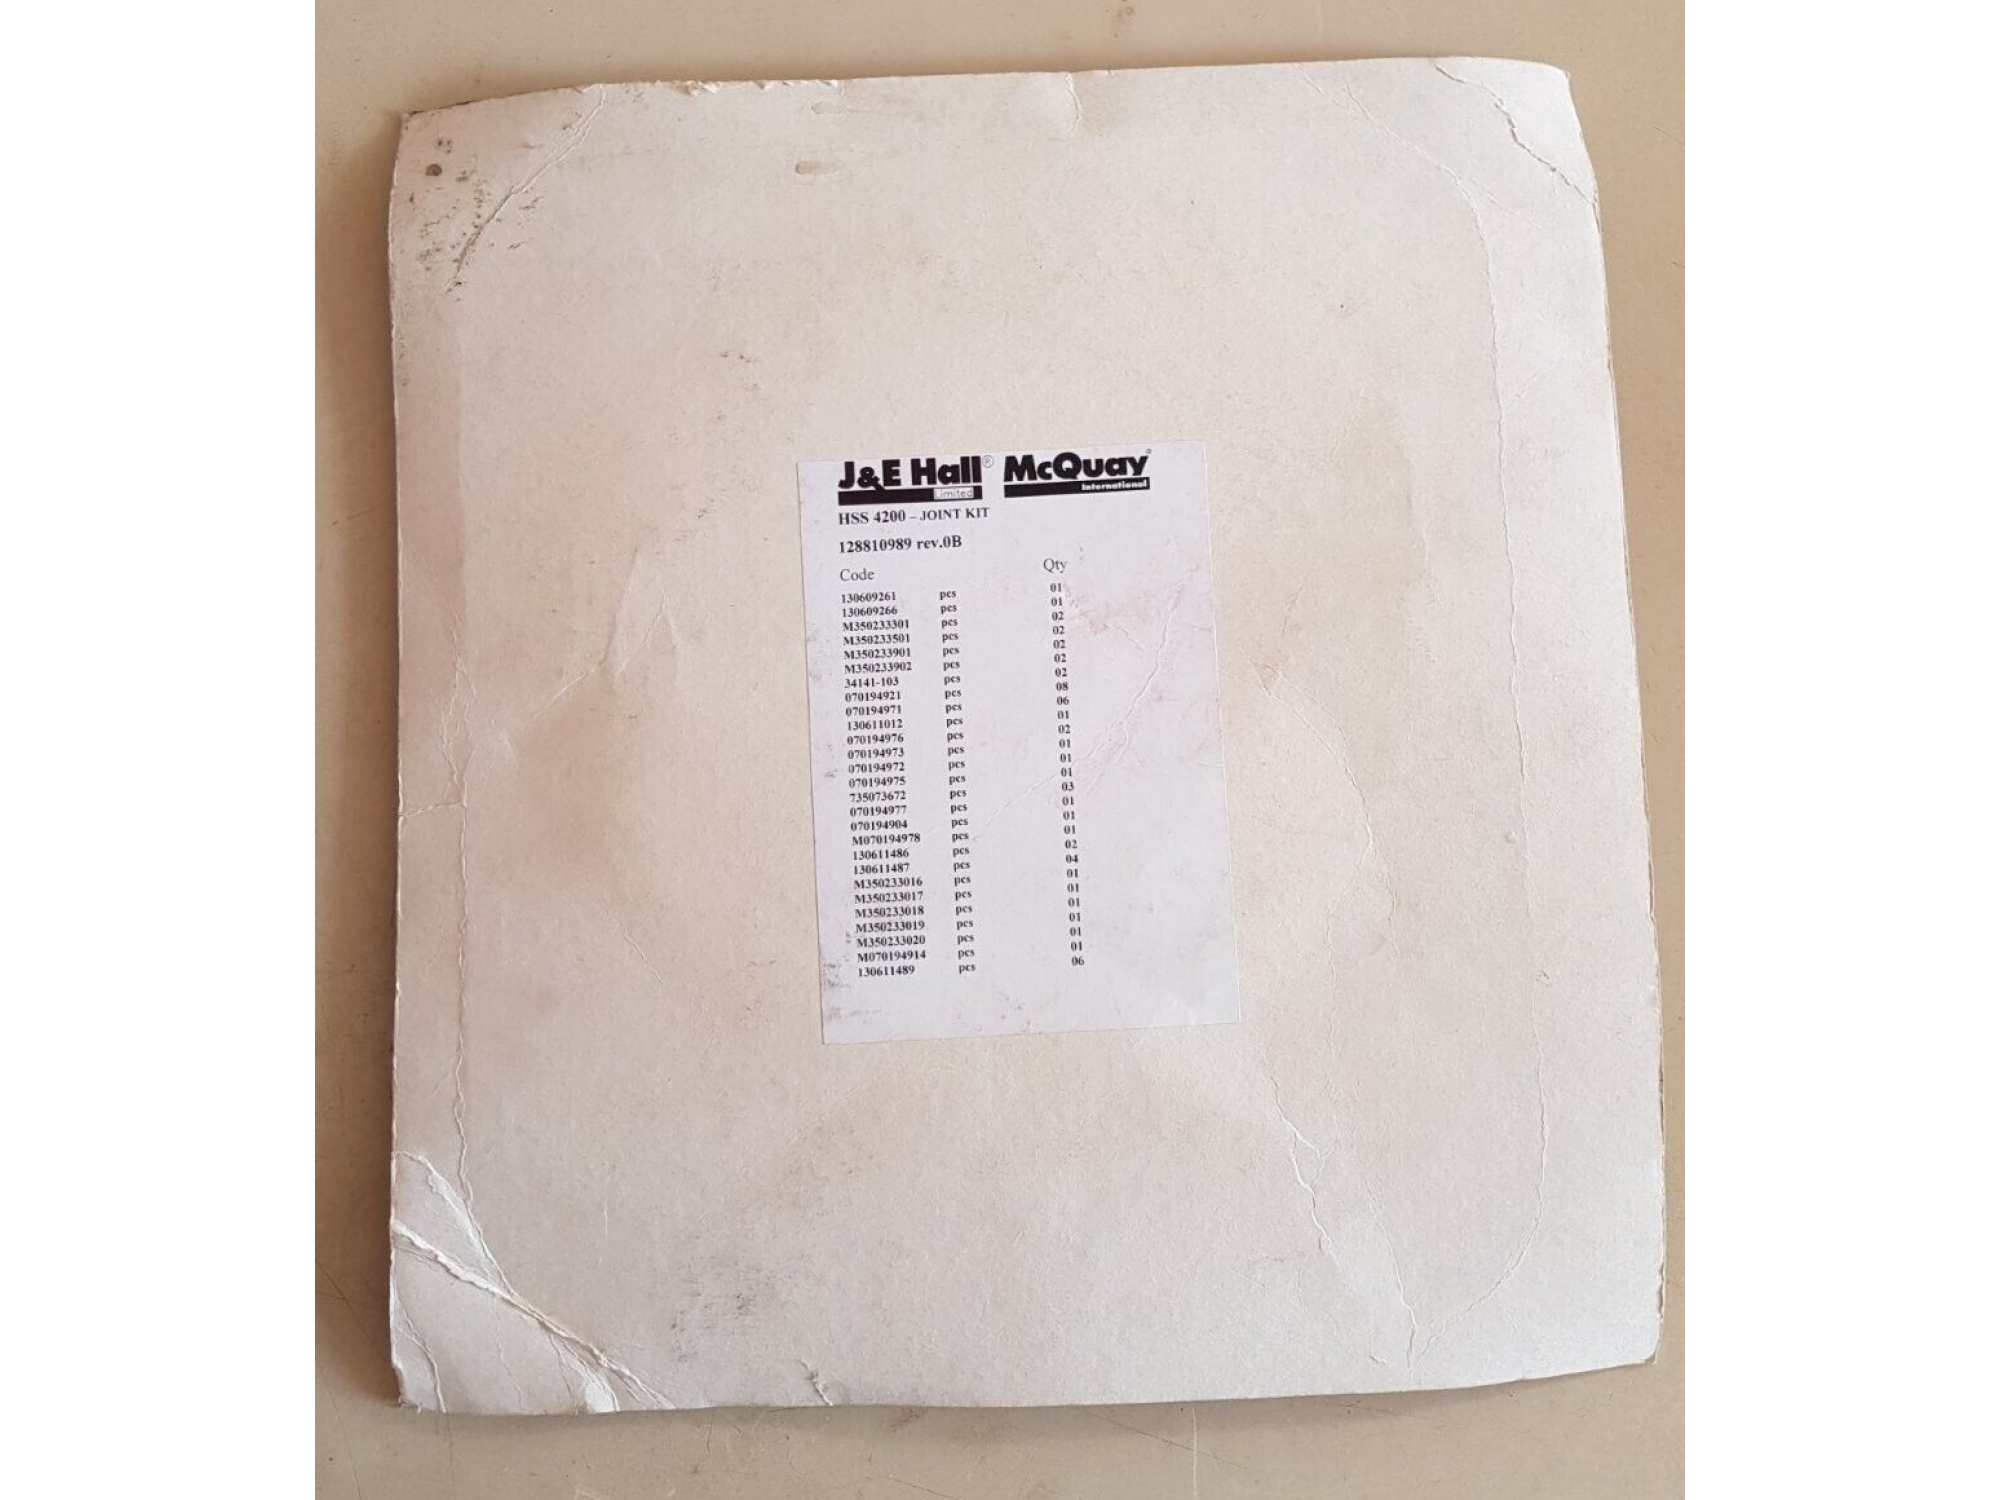 J&E Hall® McQuay®
Limited International
HSS 4200 – JOINT KIT
128810989 rev.0B
Code Qty
130609261 pcs 01
130609266 pcs 01
M350233301 pcs 02
M350233501 pcs 02
M350233901 pcs 02
M350233902 pcs 02
34141-103 pcs 02
070194921 pcs 08
070194971 pcs 06
130611012 pcs 01
070194976 pcs 02
070194973 pcs 01
070194972 pcs 01
070194975 pcs 01
735073672 pcs 03
070194977 pcs 01
070194904 pcs 01
M070194978 pcs 01
130611486 pcs 02
130611487 pcs 04
M350233016 pcs 01
M350233017 pcs 01
M350233018 pcs 01
M350233019 pcs 01
M350233020 pcs 01
M070194914 pcs 01
130611489 pcs 06